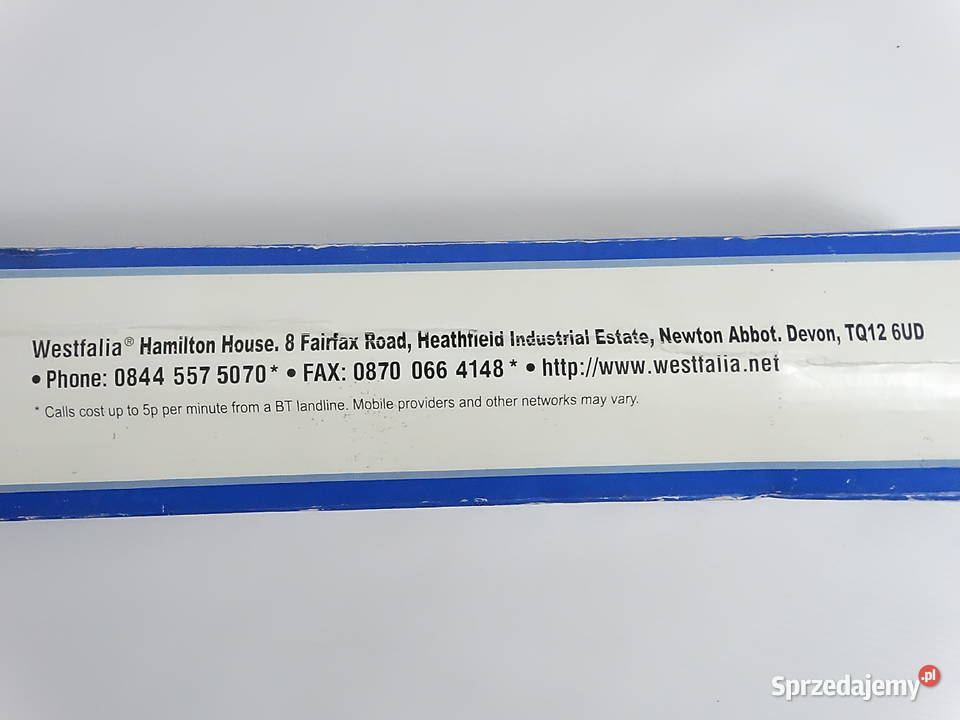 Westfalia® Hamilton House. 8 Fairfax Road, Heathfield Industrial Estate, Newton Abbot. Devon, TQ12 6UD
• Phone: 0844 557 5070* • FAX: 0870 066 4148* • http://www.westfalia.net
* Calls cost up to 5p per minute from a BT landline. Mobile providers and other networks may vary.
Sprzedajemy.pl